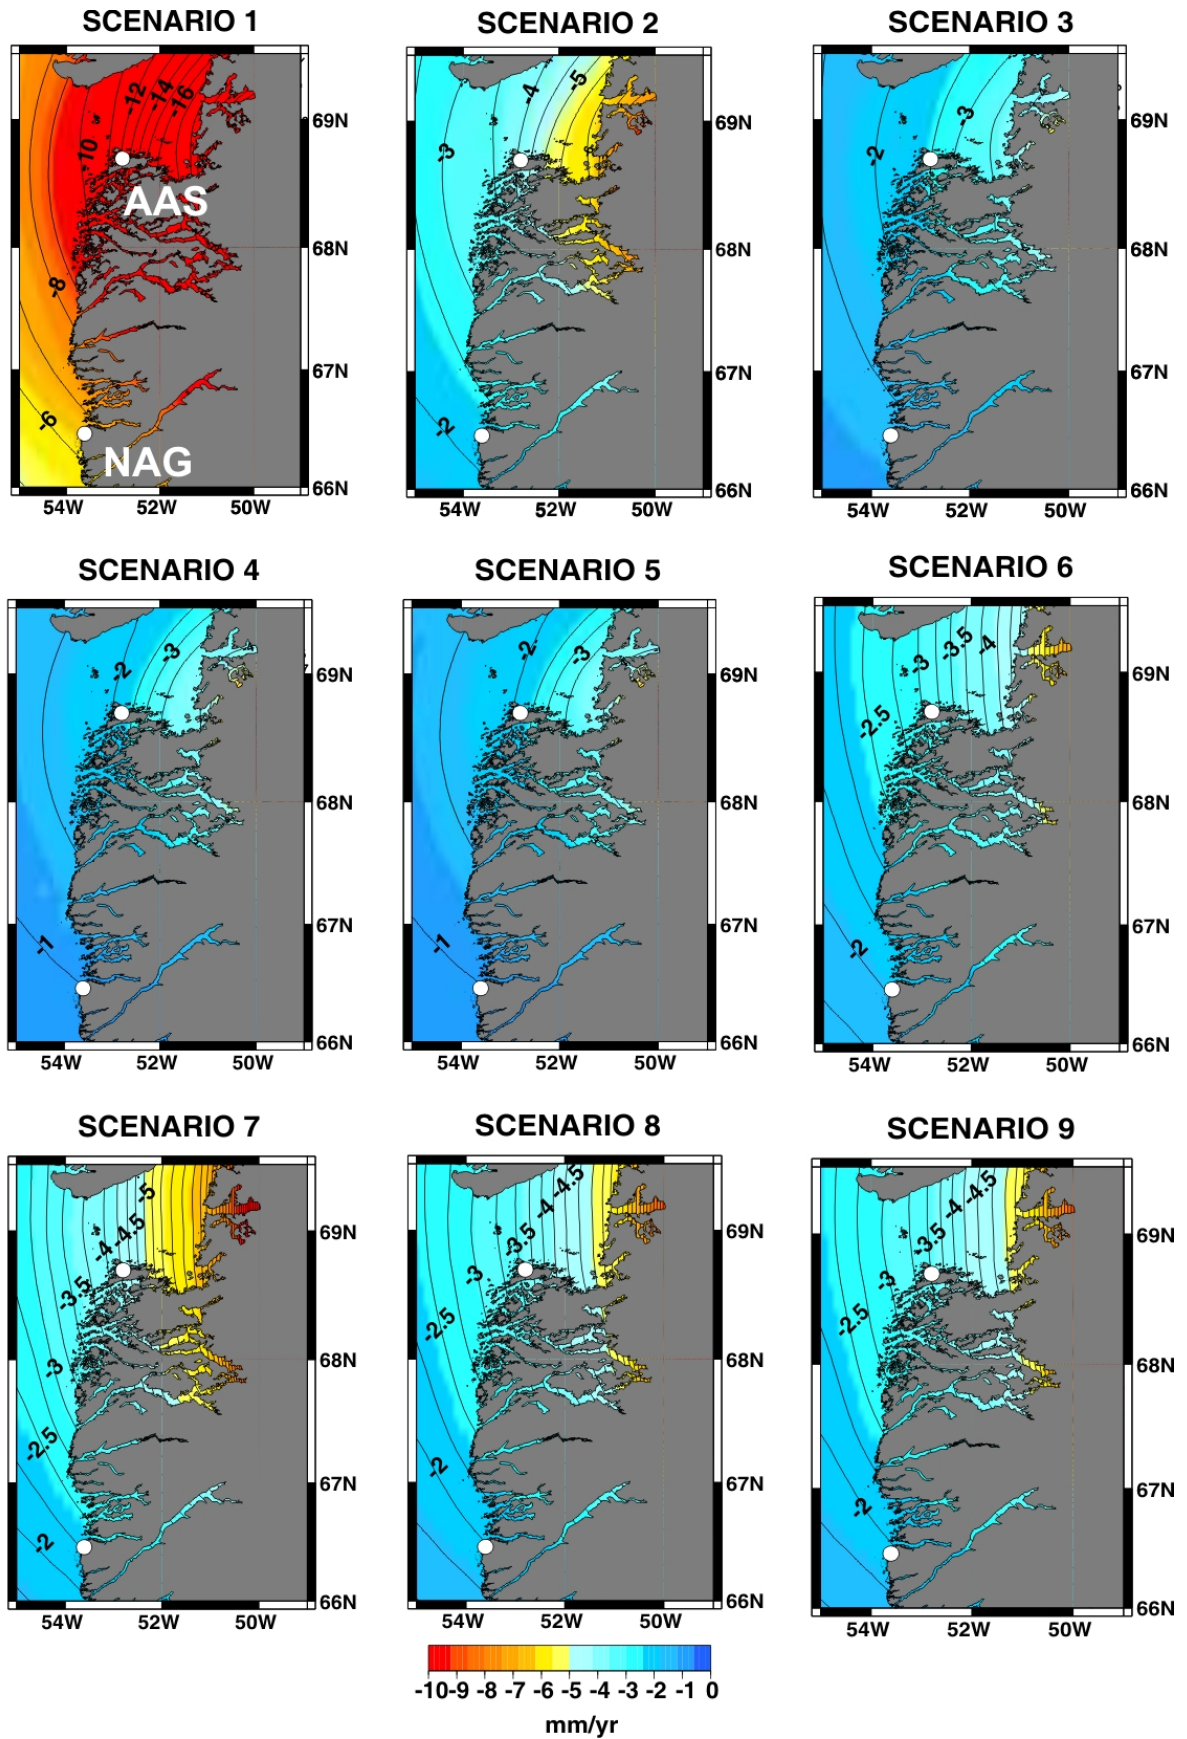 SCENARIO 1
SCENARIO 2
SCENARIO 3
-12
-14
-16
-10
AAS
-8
-6
NAG
69N
68N
67N
66N
54W
52W
50W
-5
-4
-3
-2
69N
68N
67N
66N
54W
52W
50W
-3
-2
69N
68N
67N
66N
54W
52W
50W
SCENARIO 4
SCENARIO 5
SCENARIO 6
-3
-2
-1
69N
68N
67N
66N
54W
52W
50W
-2
-3
-1
69N
68N
67N
66N
54W
52W
50W
-3
-3.5
-4
-2.5
-2
69N
68N
67N
66N
54W
52W
50W
SCENARIO 7
SCENARIO 8
SCENARIO 9
-5
-4.5
-4
-3.5
-3
-2.5
-2
69N
68N
67N
66N
54W
52W
50W
-4.5
-4
-3.5
-3
-2.5
-2
69N
68N
67N
66N
54W
52W
50W
-4.5
-4
-3.5
-3
-2.5
-2
69N
68N
67N
66N
54W
52W
50W
-10 -9 -8 -7 -6 -5 -4 -3 -2 -1 0
mm/yr